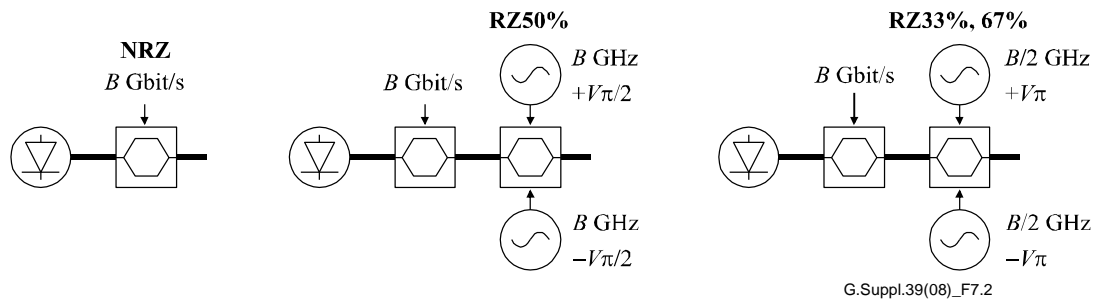 NRZ
B Gbit/s
RZ50%
B Gbit/s
B GHz
+Vπ/2
B GHz
–Vπ/2
RZ33%, 67%
B Gbit/s
B/2 GHz
+Vπ
B/2 GHz
–Vπ
G.Suppl.39(08)_F7.2